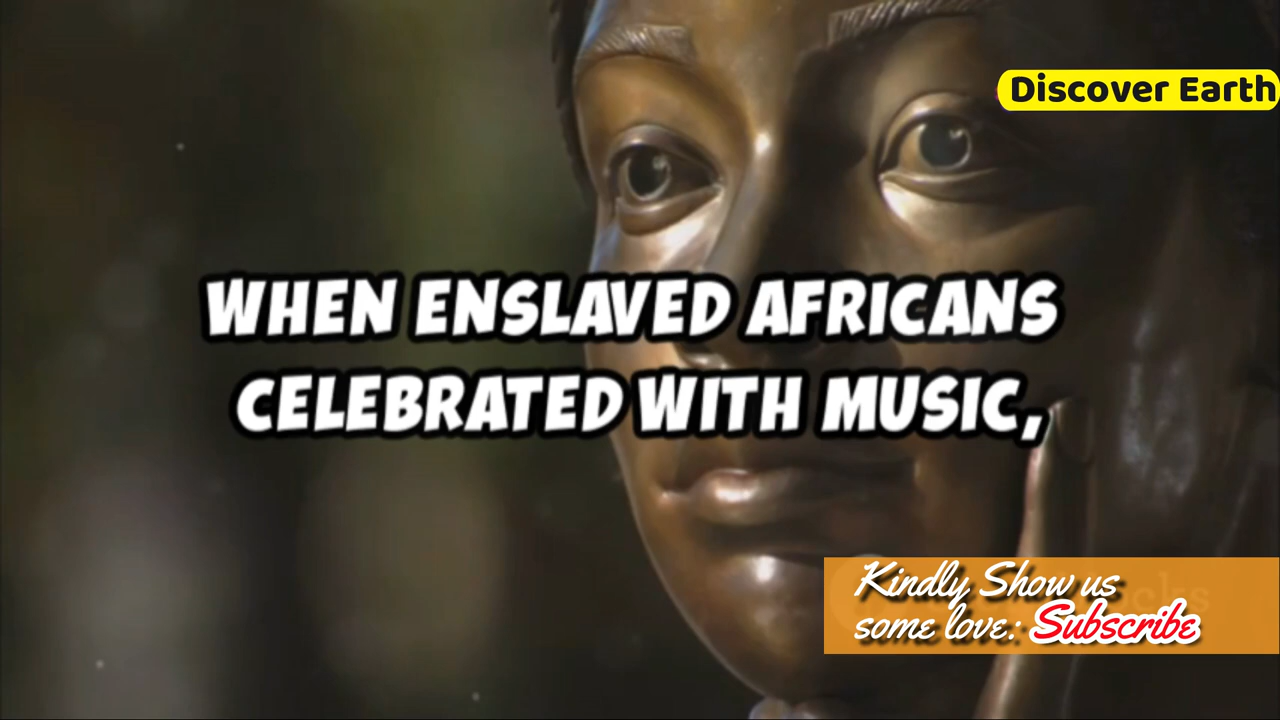 Discover Earth
WHEN ENSLAVED AFRICANS
CELEBRATED WITH MUSIC,
Kindly Show us
some love: Subscribe